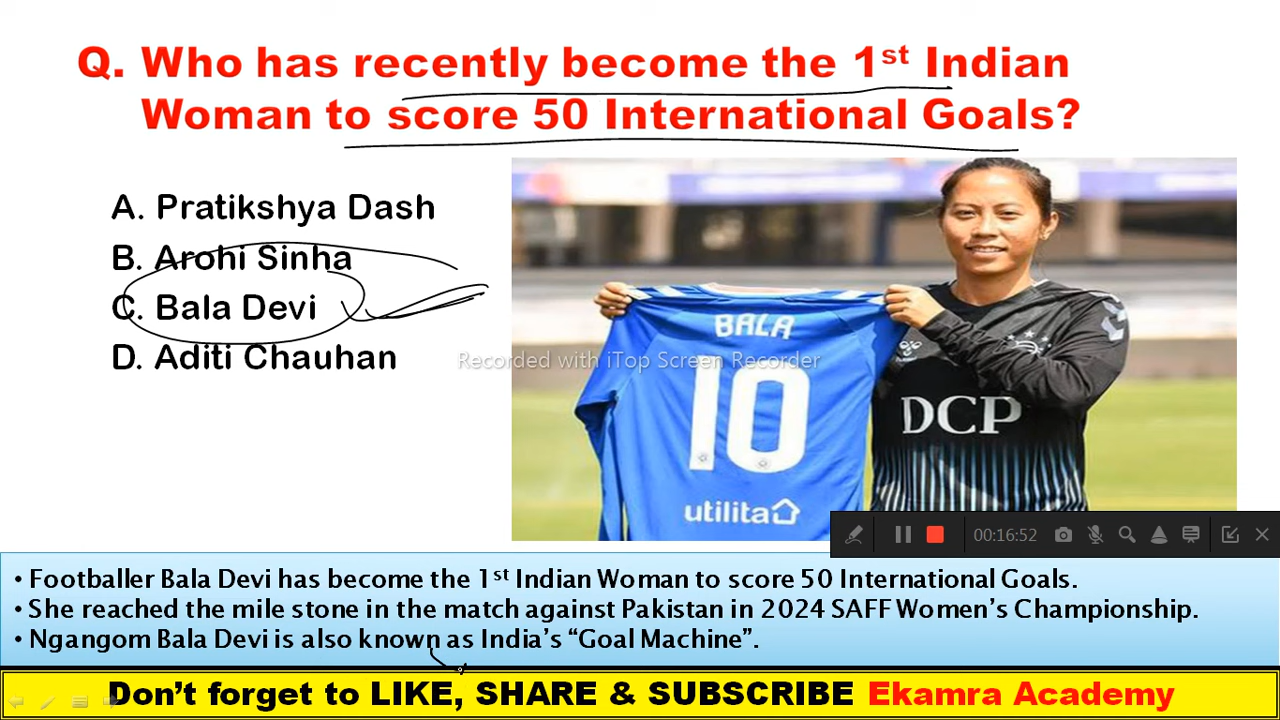 Q. Who has recently become the 1st Indian
Woman to score 50 International Goals?
A. Pratikshya Dash
B. Arohi Sinha
C. Bala Devi
D. Aditi Chauhan
BALA
10
utilita
DCP
Recorded with iTop Screen Recorder
00:16:52
• Footballer Bala Devi has become the 1st Indian Woman to score 50 International Goals.
• She reached the mile stone in the match against Pakistan in 2024 SAFF Women's Championship.
• Ngangom Bala Devi is also known as India's “Goal Machine”.
Don't forget to LIKE, SHARE & SUBSCRIBE Ekamra Academy